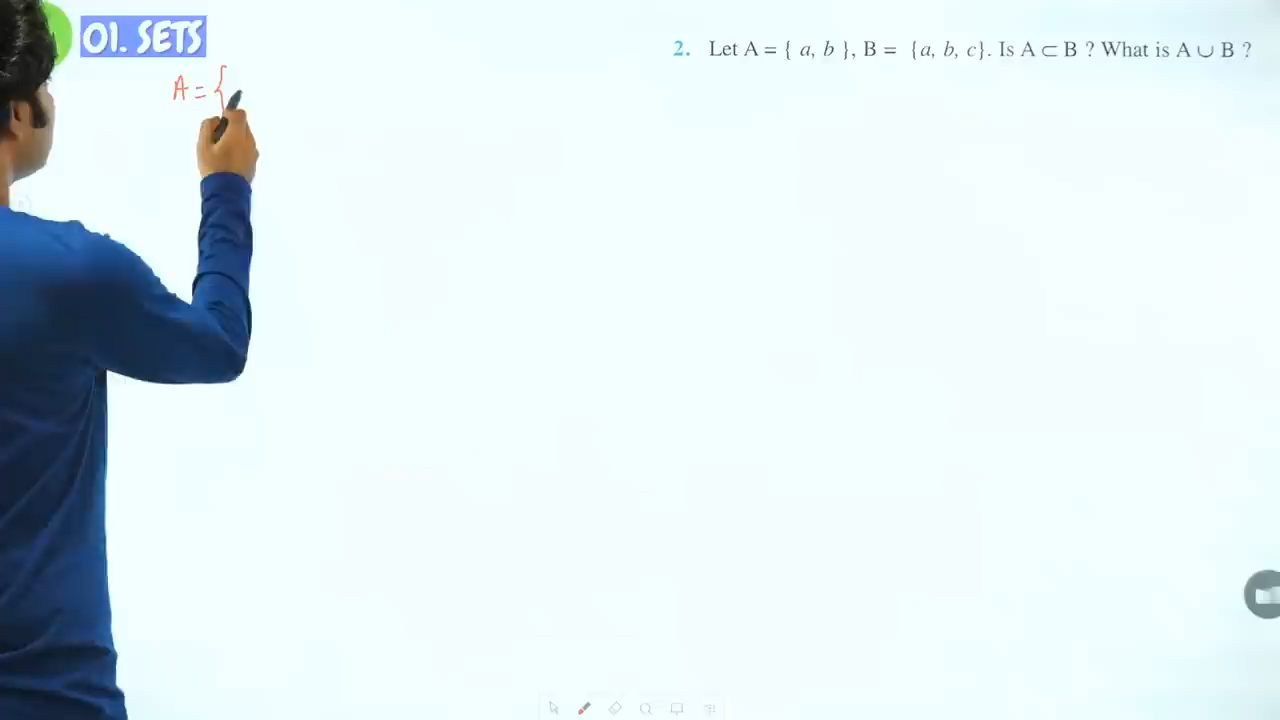 01. SETS
2. Let A = { a, b }, B = {a, b, c}. Is A ⊂ B ? What is A ∪ B ?
A = {